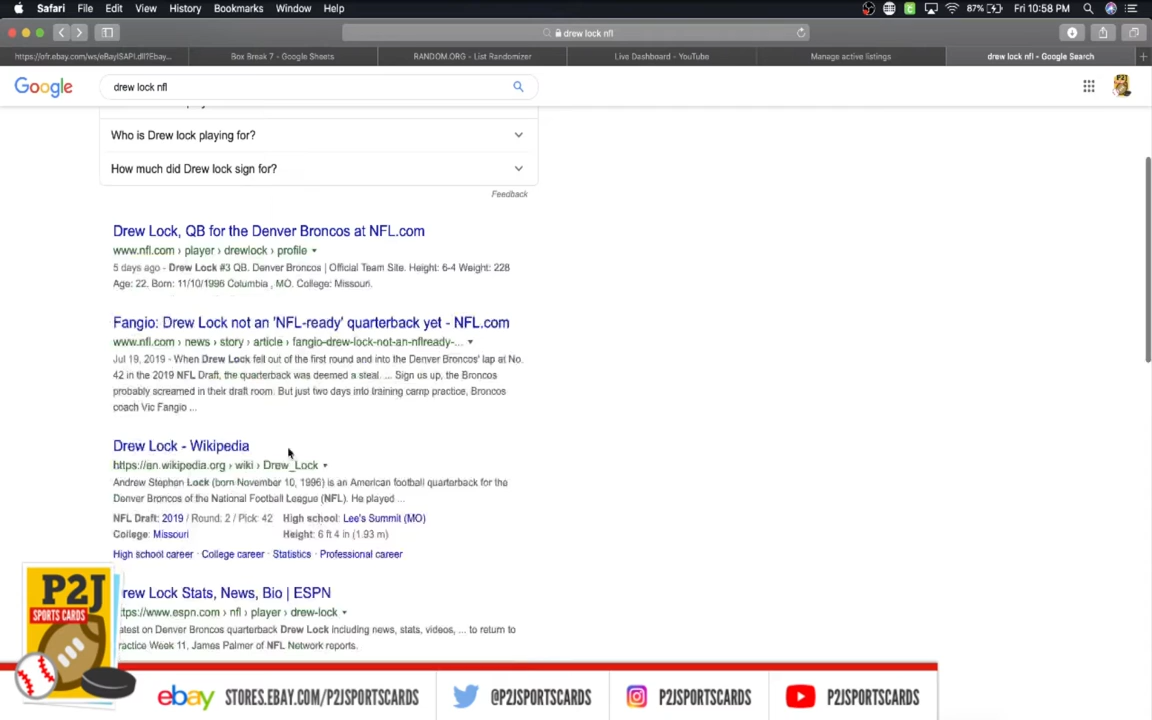 Safari File Edit View History Bookmarks Window Help 87% Fri 10:58 PM
drew lock nfl
https://ofr.ebay.com/ws/eBayISAPI.dll?Ebay... Box Break 7 - Google Sheets RANDOM.ORG - List Randomizer Live Dashboard - YouTube Manage active listings drew lock nfl - Google Search
Google drew lock nfl
Who is Drew lock playing for?
How much did Drew lock sign for?
Feedback
Drew Lock, QB for the Denver Broncos at NFL.com
www.nfl.com › player › drewlock › profile
5 days ago - Drew Lock #3 QB. Denver Broncos | Official Team Site. Height: 6-4 Weight: 228
Age: 22. Born: 11/10/1996 Columbia , MO. College: Missouri.
Fangio: Drew Lock not an 'NFL-ready' quarterback yet - NFL.com
www.nfl.com › news › story › article › fangio-drew-lock-not-an-nflready-...
Jul 19, 2019 - When Drew Lock fell out of the first round and into the Denver Broncos' lap at No.
42 in the 2019 NFL Draft, the quarterback was deemed a steal. ... Sign us up, the Broncos
probably screamed in their draft room. But just two days into training camp practice, Broncos
coach Vic Fangio ...
Drew Lock - Wikipedia
https://en.wikipedia.org › wiki › Drew_Lock
Andrew Stephen Lock (born November 10, 1996) is an American football quarterback for the
Denver Broncos of the National Football League (NFL). He played ...
NFL Draft: 2019 / Round: 2 / Pick: 42 High school: Lee's Summit (MO)
College: Missouri Height: 6 ft 4 in (1.93 m)
High school career · College career · Statistics · Professional career
rew Lock Stats, News, Bio | ESPN
ttps://www.espn.com › nfl › player › drew-lock
atest on Denver Broncos quarterback Drew Lock including news, stats, videos, ... to return to
ractice Week 11, James Palmer of NFL Network reports.
P2J
SPORTS CARDS
ebay STORES.EBAY.COM/P2JSPORTSCARDS @P2JSPORTSCARDS P2JSPORTSCARDS P2JSPORTSCARDS